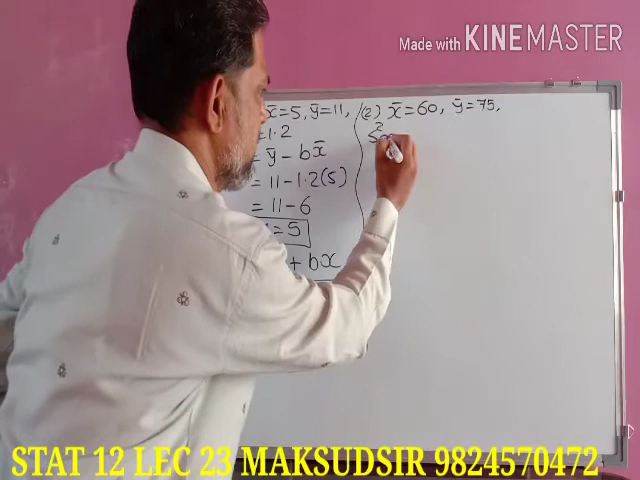 Made with KINEMASTER
x̄ = 5, ȳ = 11,
= 1.2
= ȳ - bx̄
= 11 - 1.2(5)
= 11 - 6
= 5
+ bx
(2) x̄ = 60, ȳ = 75,
S²
STAT 12 LEC 23 MAKSUDSIR 9824570472